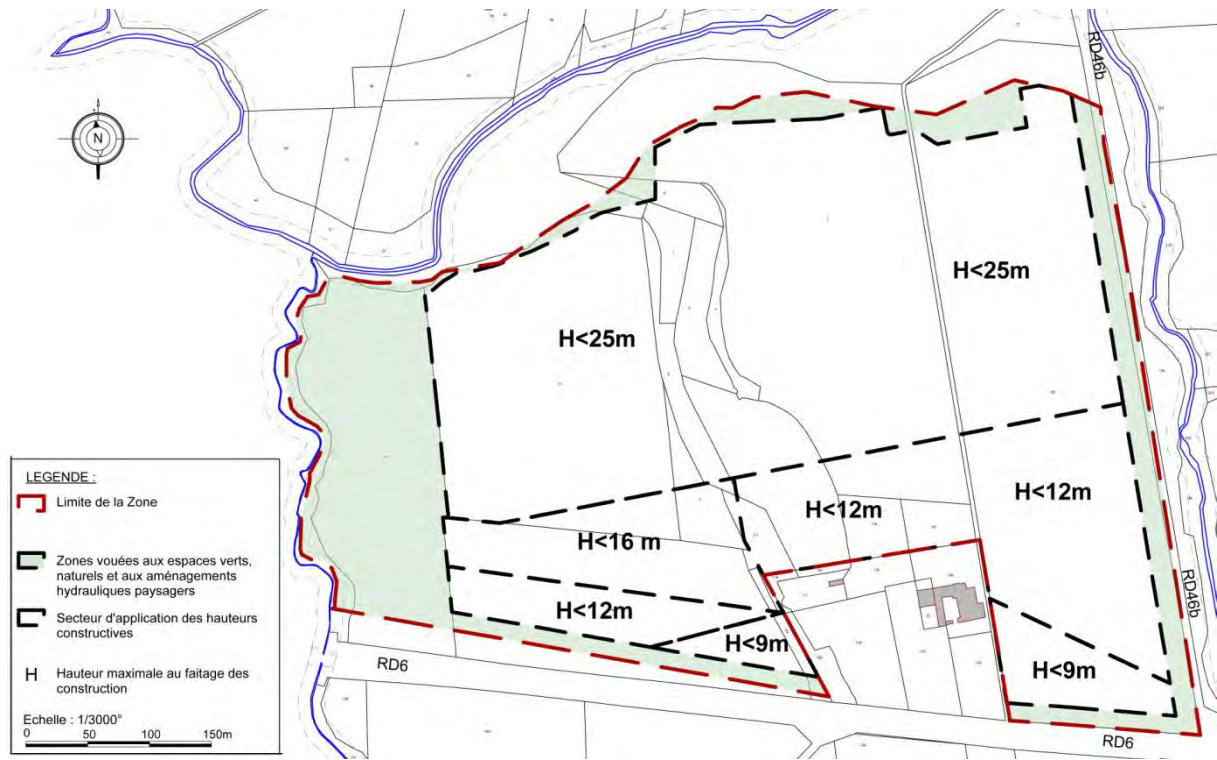 RD46b
N
H<25m
H<25m
H<12m
H<12m
H<16 m
H<12m
H<9m
H<9m
RD46b
RD6
RD6
LEGENDE :
Limite de la Zone
Zones vouées aux espaces verts,
naturels et aux aménagements
hydrauliques paysagers
Secteur d'application des hauteurs
constructives
H Hauteur maximale au faitage des
construction
Echelle : 1/3000°
0 50 100 150m